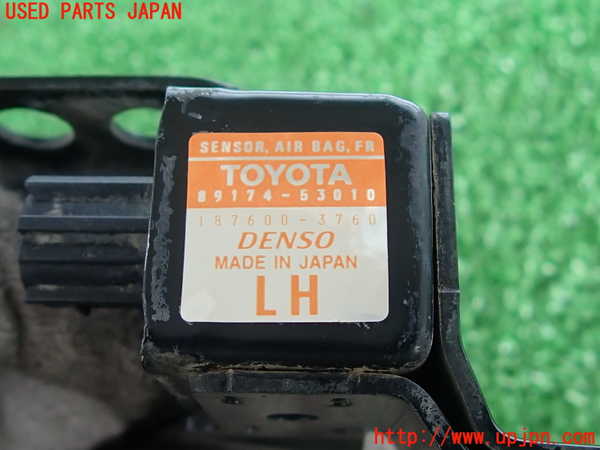 USED PARTS JAPAN
SENSOR, AIR BAG, FR
TOYOTA
89174-53010
187600-3760
DENSO
MADE IN JAPAN
LH
http://www.upjpn.com